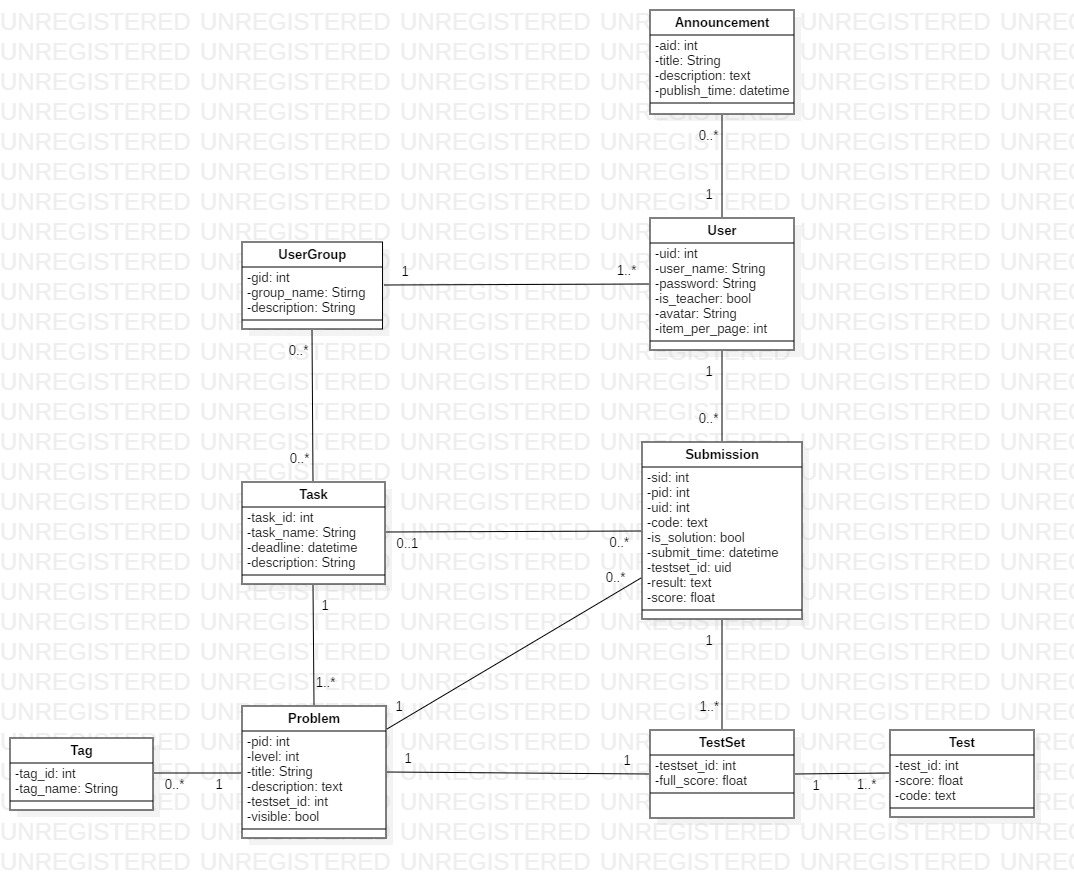 Announcement
-aid: int
-title: String
-description: text
-publish_time: datetime
0..*
1
User
-uid: int
-user_name: String
-password: String
-is_teacher: bool
-avatar: String
-item_per_page: int
UserGroup
-gid: int
-group_name: Stirng
-description: String
1
1..*
0..*
0..*
1
0..*
Submission
-sid: int
-pid: int
-uid: int
-code: text
-is_solution: bool
-submit_time: datetime
-testset_id: uid
-result: text
-score: float
Task
-task_id: int
-task_name: String
-deadline: datetime
-description: String
0..1
0..*
0..*
1
1..*
1
1
1..*
Problem
-pid: int
-level: int
-title: String
-description: text
-testset_id: int
-visible: bool
Tag
-tag_id: int
-tag_name: String
0..*
1
1
1
TestSet
-testset_id: int
-full_score: float
1
1..*
Test
-test_id: int
-score: float
-code: text
UNREGISTERED